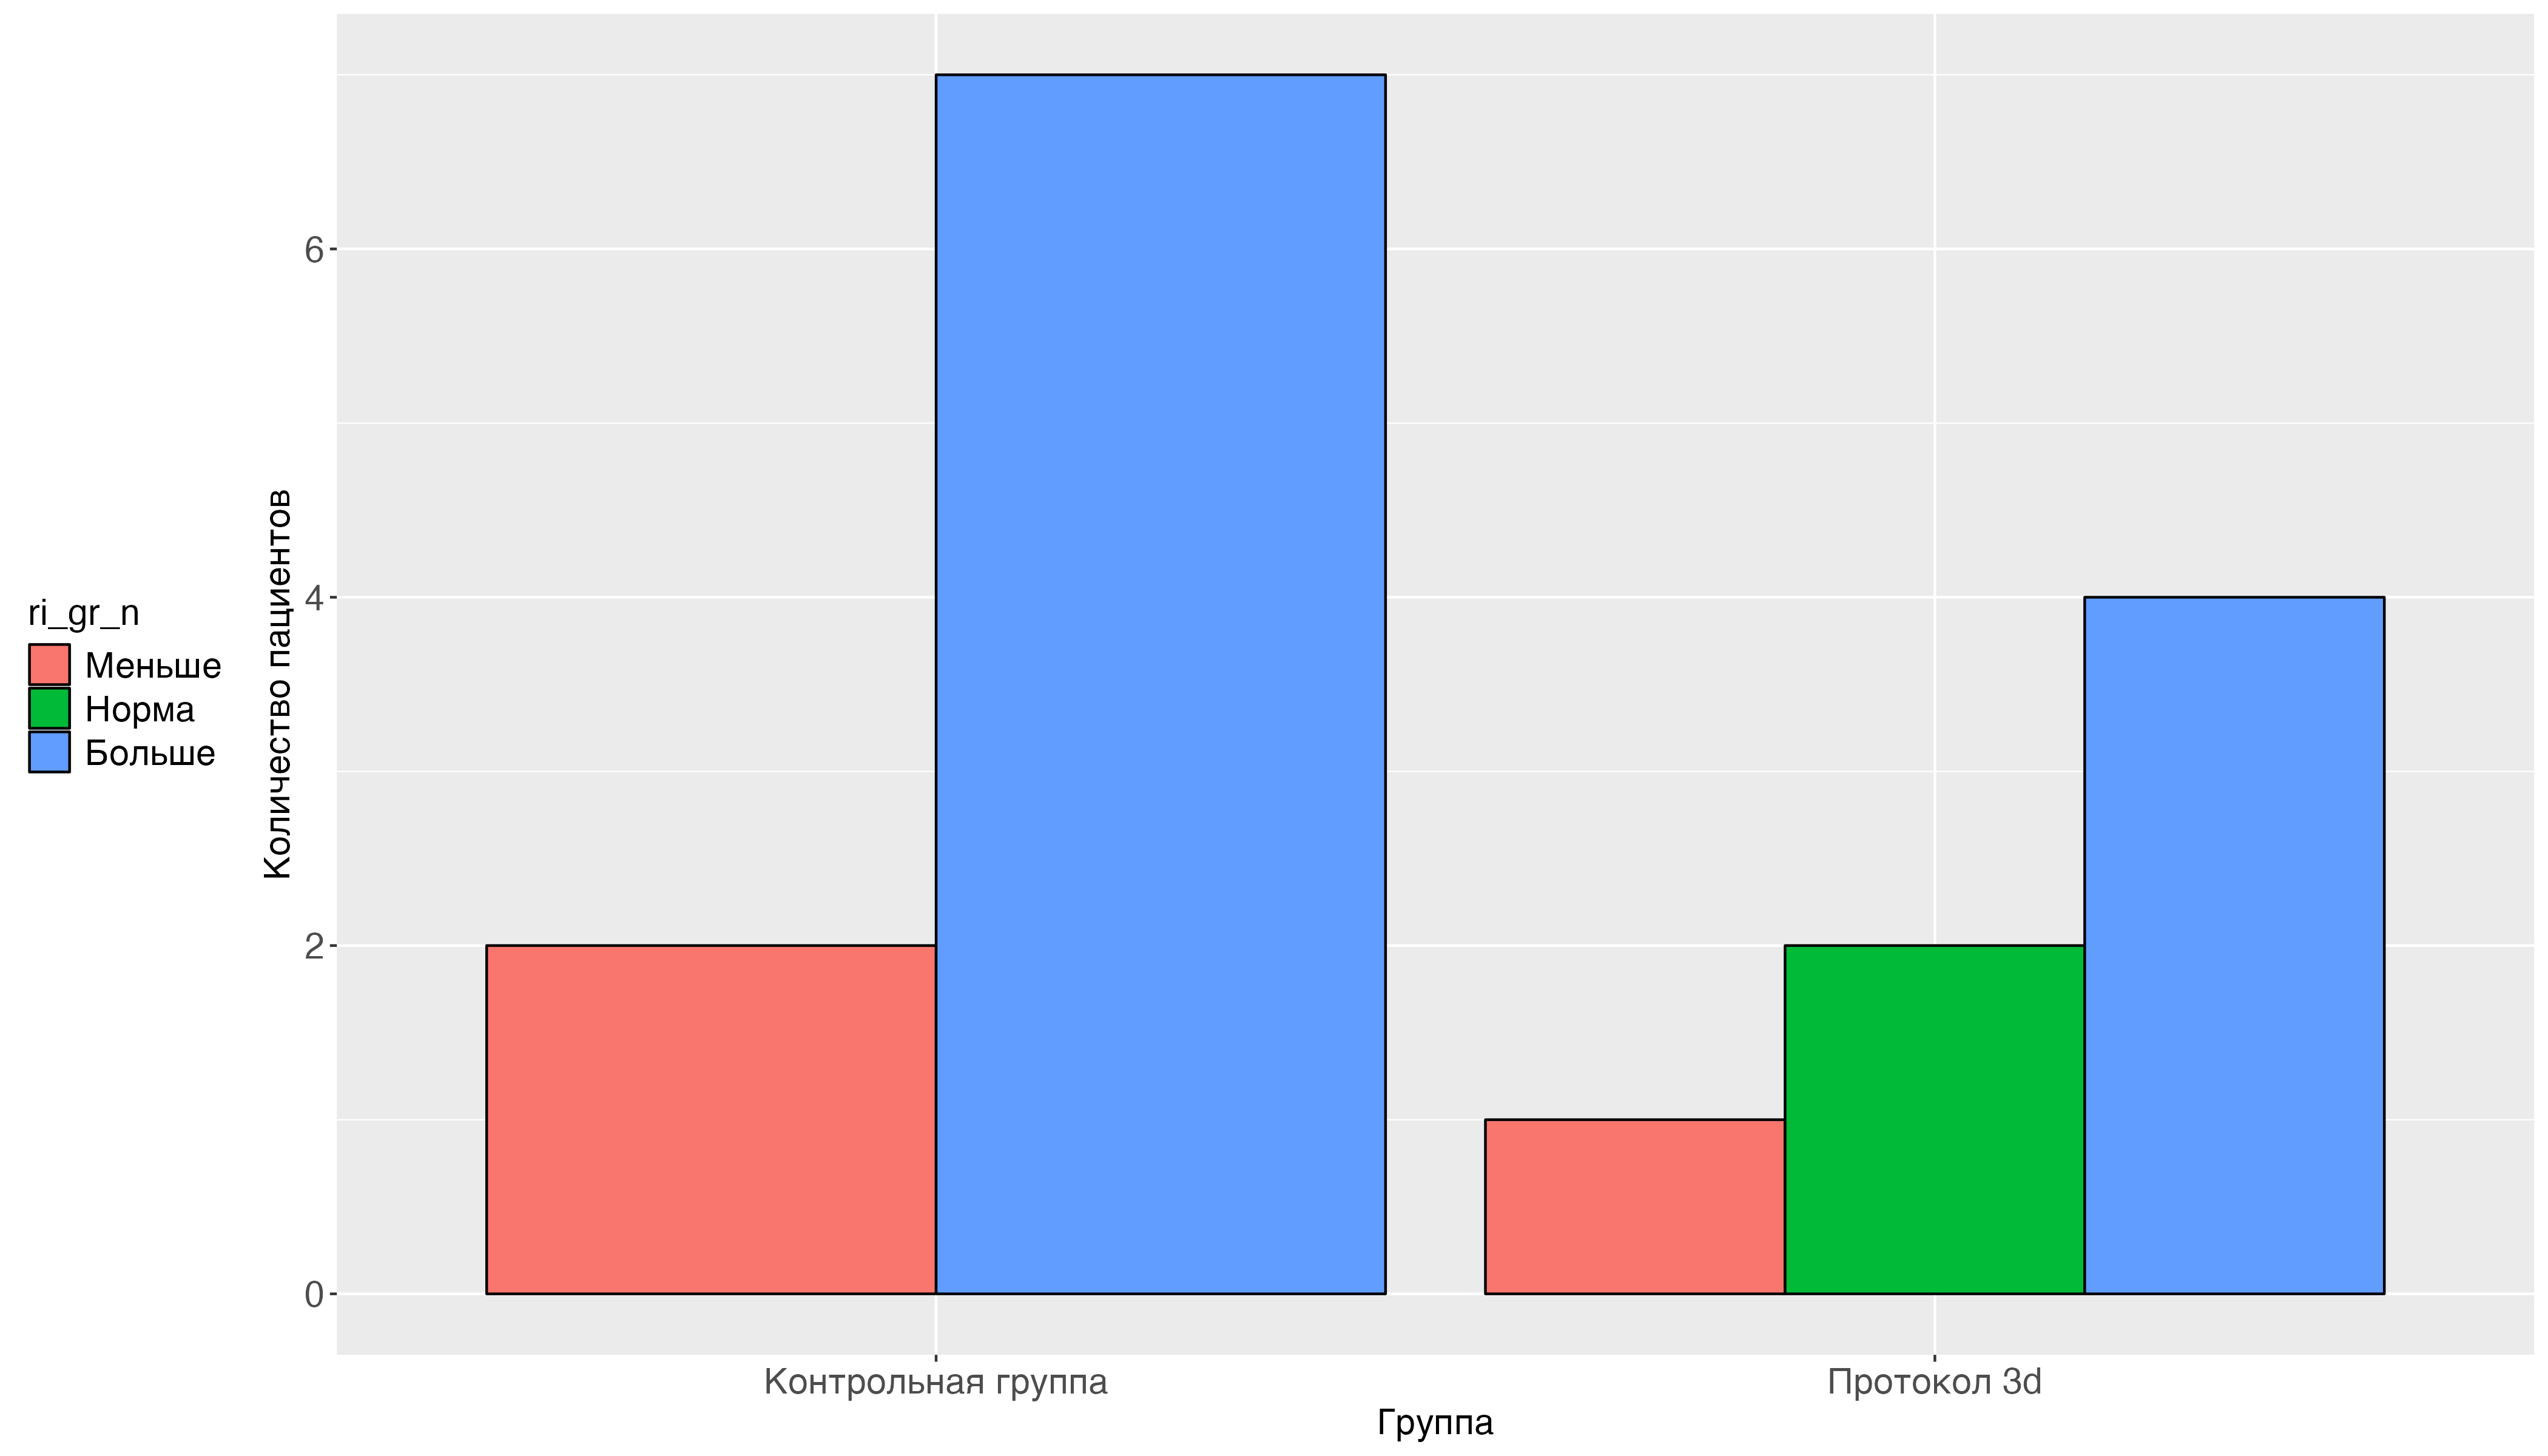 ri_gr_n
Меньше
Норма
Больше
Количество пациентов
6
4
2
0
Контрольная группа
Протокол 3d
Группа